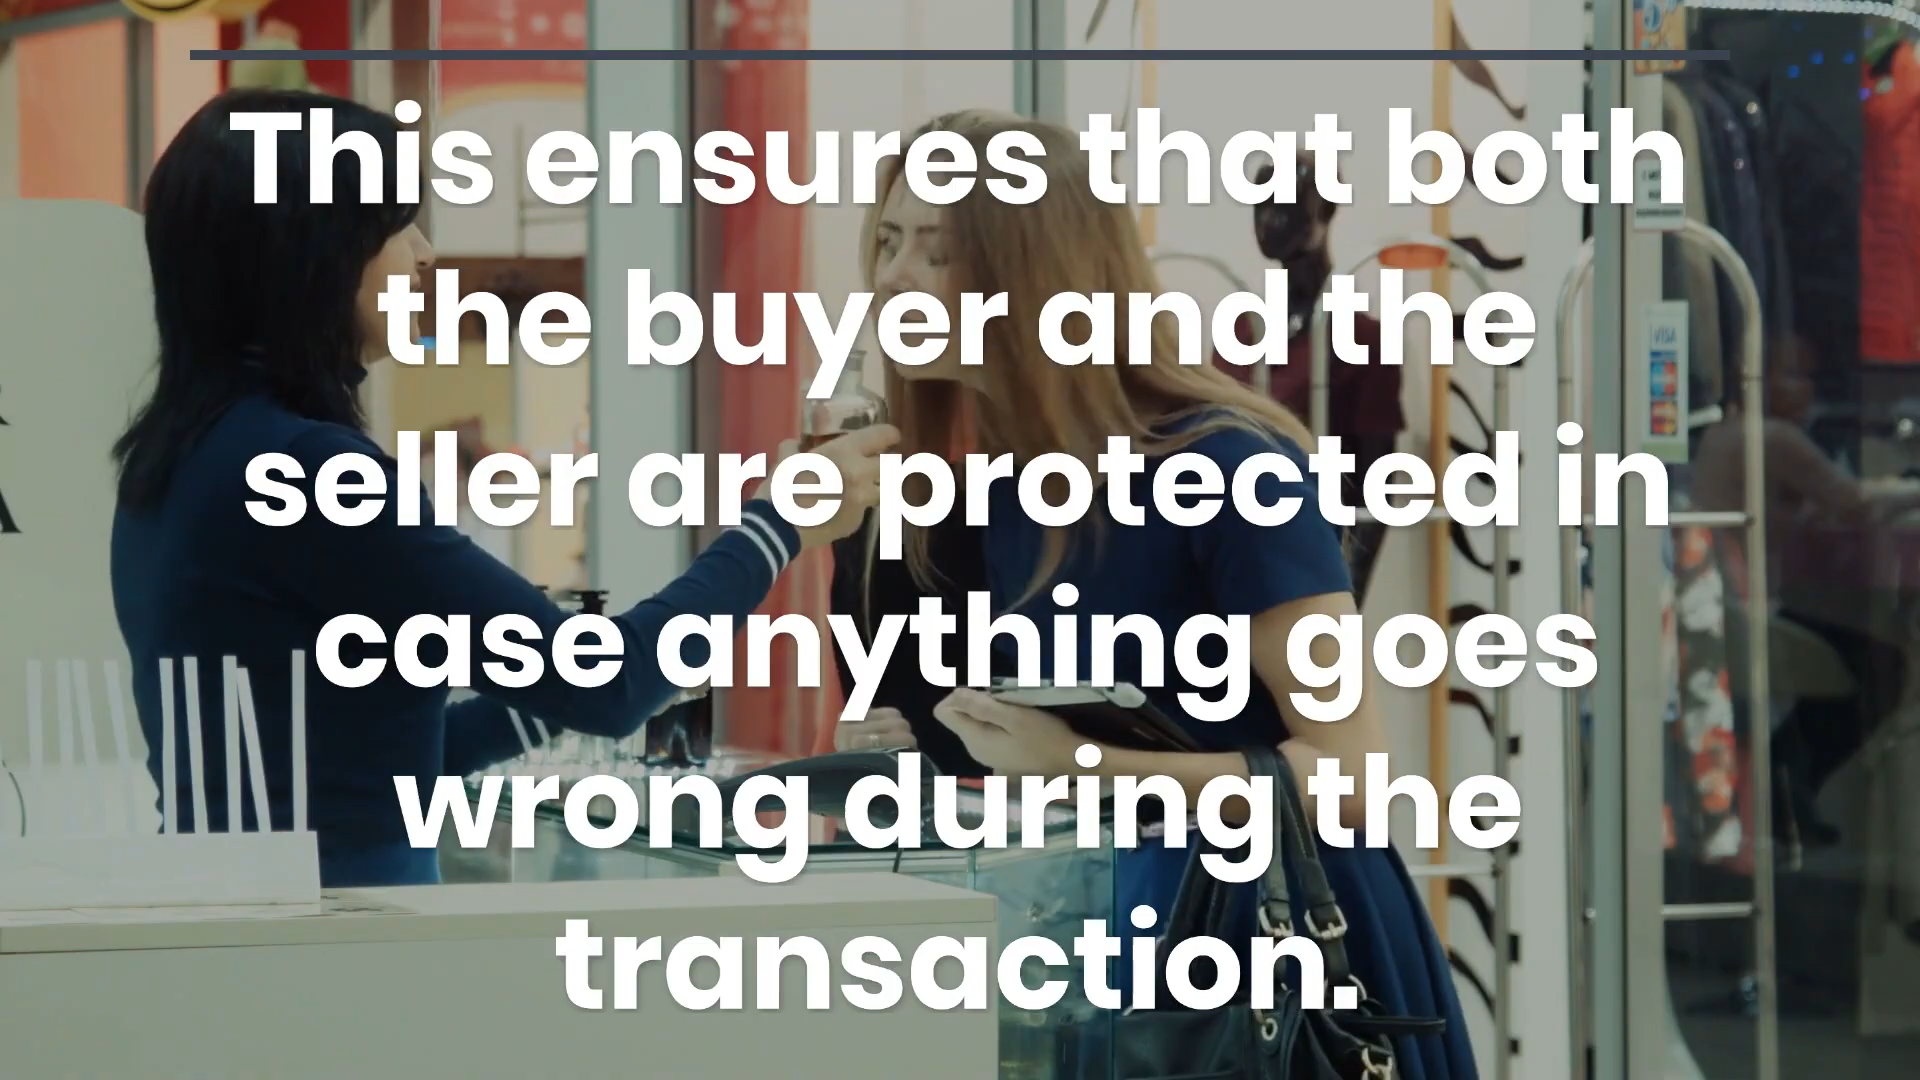 This ensures that both
the buyer and the
seller are protected in
case anything goes
wrong during the
transaction.
VISA